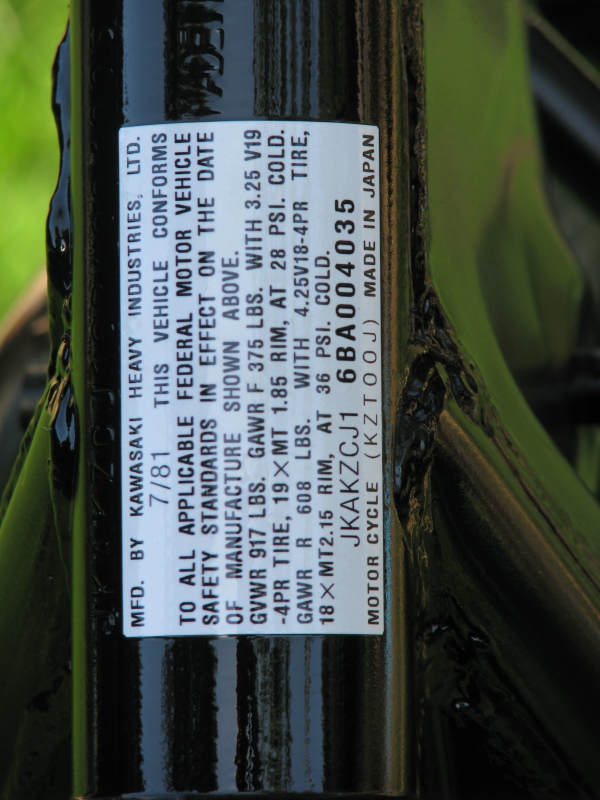 MFD. BY KAWASAKI HEAVY INDUSTRIES, LTD.
7/81 THIS VEHICLE CONFORMS
TO ALL APPLICABLE FEDERAL MOTOR VEHICLE
SAFETY STANDARDS IN EFFECT ON THE DATE
OF MANUFACTURE SHOWN ABOVE.
GVWR 917 LBS. GAWR F 375 LBS. WITH 3.25 V19
-4PR TIRE, 19×MT 1.85 RIM, AT 28 PSI. COLD.
GAWR R 608 LBS. WITH 4.25V18-4PR TIRE,
18×MT2.15 RIM, AT 36 PSI. COLD.
JKAKZCJ1 6BA004035
MOTOR CYCLE (KZTOOJ) MADE IN JAPAN